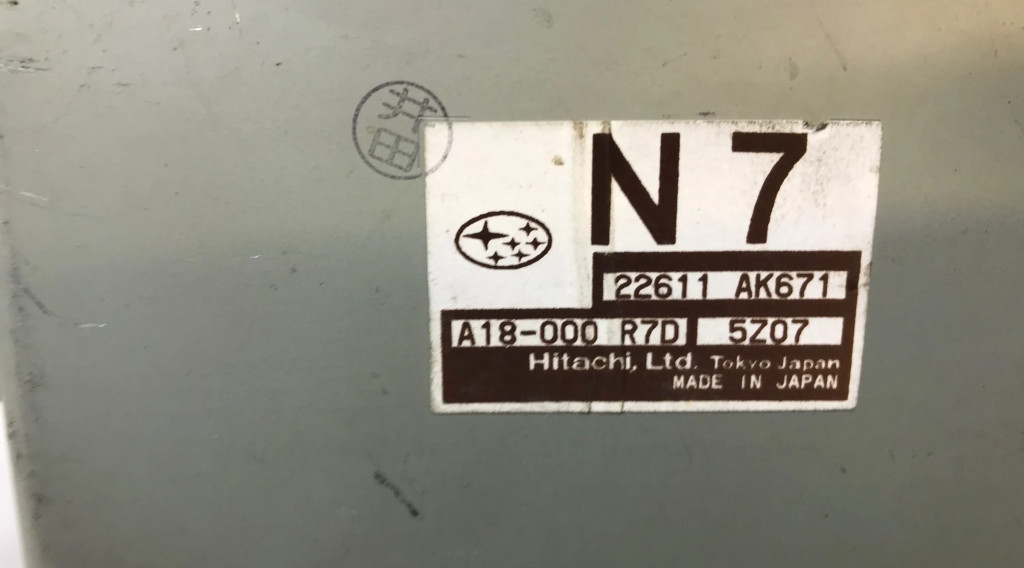 井田
N7
22611 AK671
A18-000 R7D 5Z07
Hitachi, Ltd. Tokyo Japan
MADE IN JAPAN